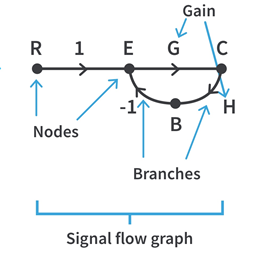 Gain
R 1 E G C
-1 H
B
Nodes
Branches
Signal flow graph